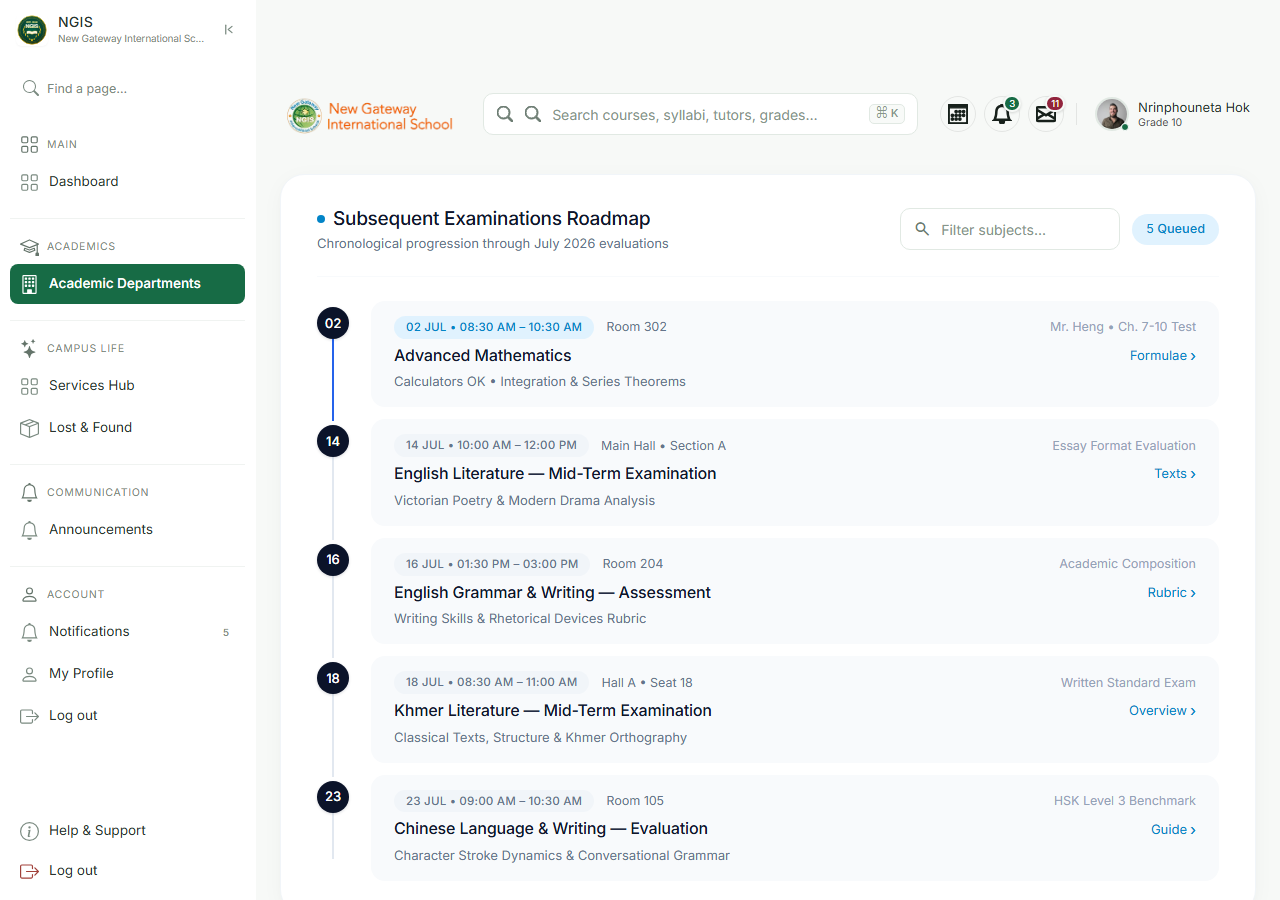 NGIS
New Gateway International Sc...
Find a page...
MAIN
Dashboard
ACADEMICS
Academic Departments
CAMPUS LIFE
Services Hub
Lost & Found
COMMUNICATION
Announcements
ACCOUNT
Notifications 5
My Profile
Log out
Help & Support
Log out
New Gateway
International School
Search courses, syllabi, tutors, grades... ⌘ K
3
11
Nrinphouneta Hok
Grade 10
Subsequent Examinations Roadmap
Chronological progression through July 2026 evaluations
Filter subjects...
5 Queued
02
02 JUL • 08:30 AM – 10:30 AM Room 302 Mr. Heng • Ch. 7-10 Test
Advanced Mathematics Formulae ›
Calculators OK • Integration & Series Theorems
14
14 JUL • 10:00 AM – 12:00 PM Main Hall • Section A Essay Format Evaluation
English Literature — Mid-Term Examination Texts ›
Victorian Poetry & Modern Drama Analysis
16
16 JUL • 01:30 PM – 03:00 PM Room 204 Academic Composition
English Grammar & Writing — Assessment Rubric ›
Writing Skills & Rhetorical Devices Rubric
18
18 JUL • 08:30 AM – 11:00 AM Hall A • Seat 18 Written Standard Exam
Khmer Literature — Mid-Term Examination Overview ›
Classical Texts, Structure & Khmer Orthography
23
23 JUL • 09:00 AM – 10:30 AM Room 105 HSK Level 3 Benchmark
Chinese Language & Writing — Evaluation Guide ›
Character Stroke Dynamics & Conversational Grammar